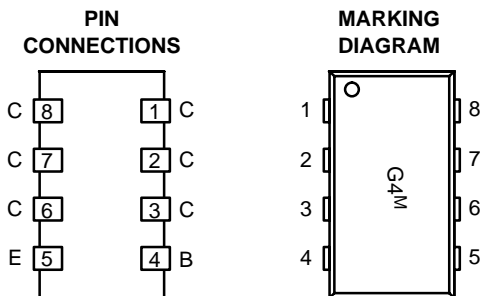 PIN
CONNECTIONS
C 8 1 C
C 7 2 C
C 6 3 C
E 5 4 B
MARKING
DIAGRAM
1 8
2 7
3 6
4 5
G4M